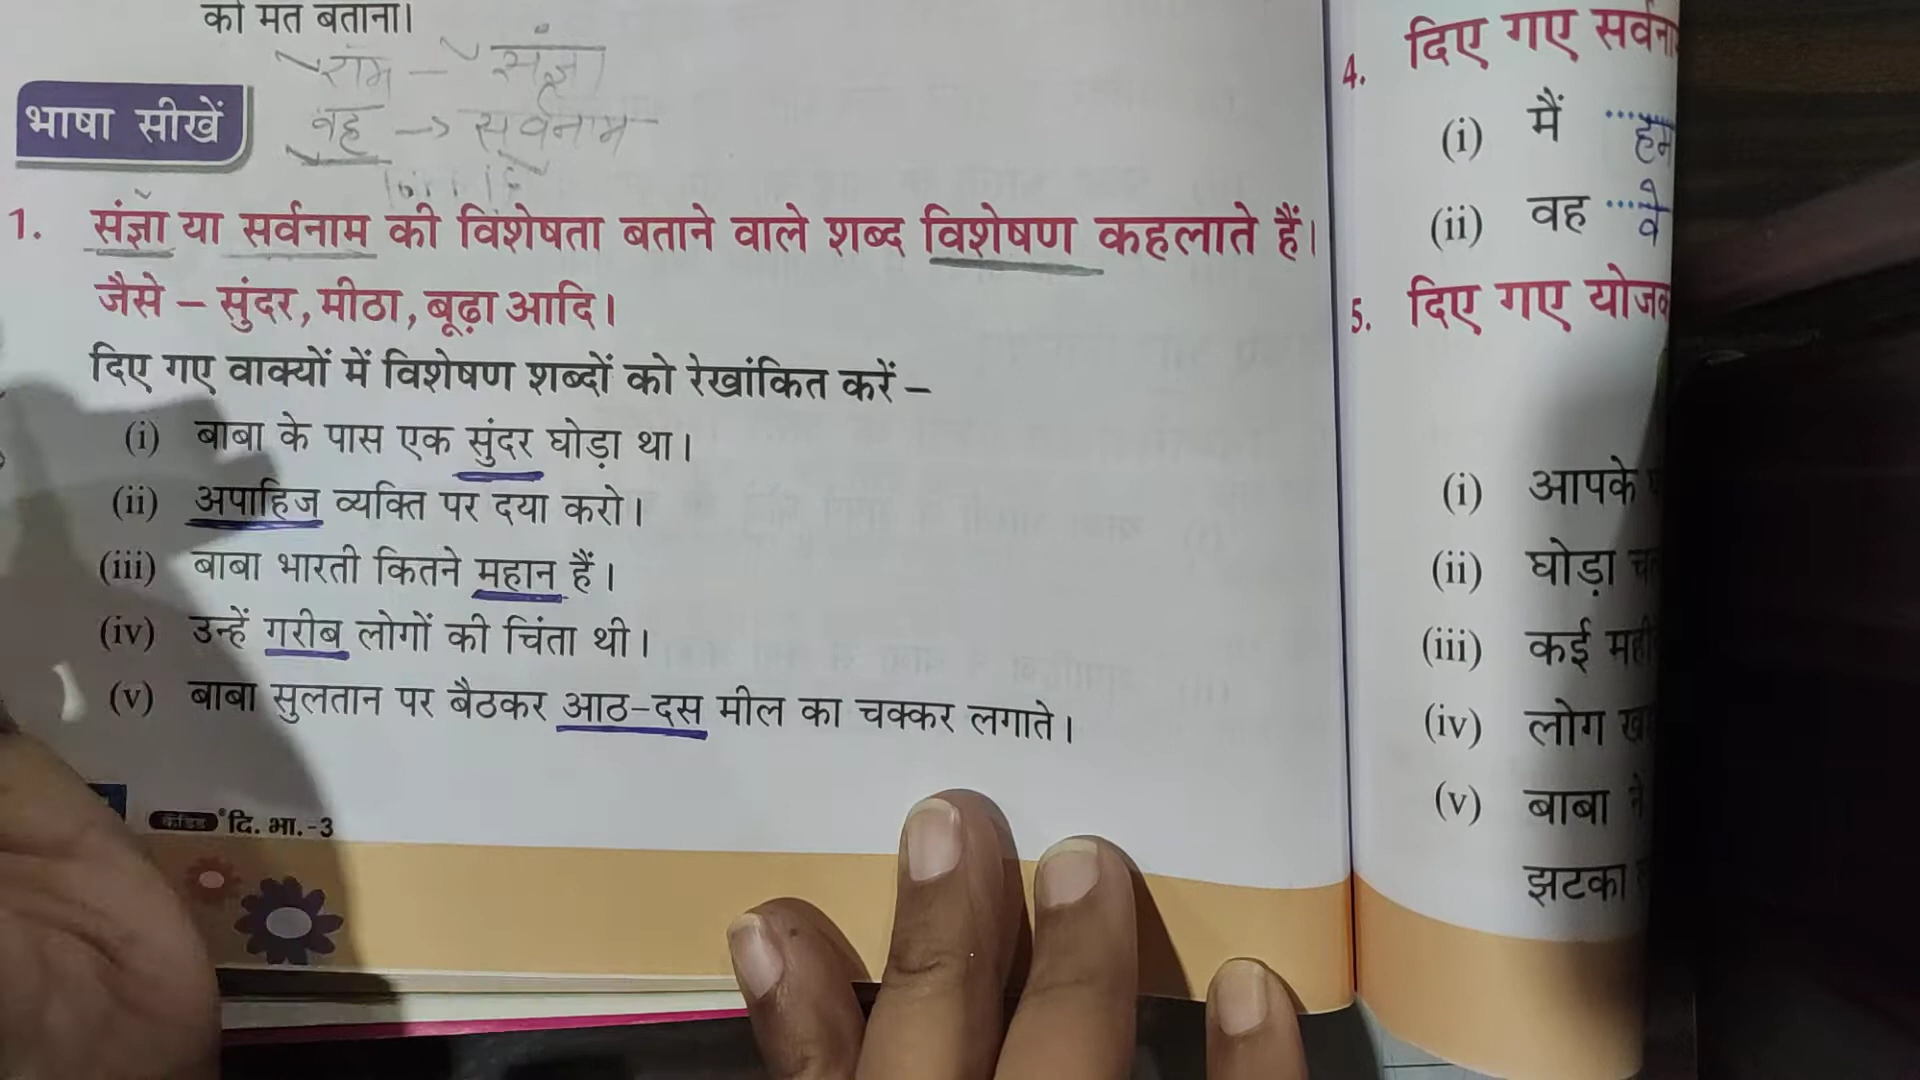 को मत बताना।
राम – संज्ञा
वह → सर्वनाम
भाषा सीखें
1. संज्ञा या सर्वनाम की विशेषता बताने वाले शब्द विशेषण कहलाते हैं।
जैसे – सुंदर, मीठा, बूढ़ा आदि।
दिए गए वाक्यों में विशेषण शब्दों को रेखांकित करें –
(i) बाबा के पास एक सुंदर घोड़ा था।
(ii) अपाहिज व्यक्ति पर दया करो।
(iii) बाबा भारती कितने महान हैं।
(iv) उन्हें गरीब लोगों की चिंता थी।
(v) बाबा सुलतान पर बैठकर आठ-दस मील का चक्कर लगाते।
दि. भा.-3
4. दिए गए
(i) मैं हम
(ii) वह वे
5. दिए गए
(i) आपके
(ii) घोड़ा
(iii) कई
(iv) लोग
(v) बाबा ने
झटका